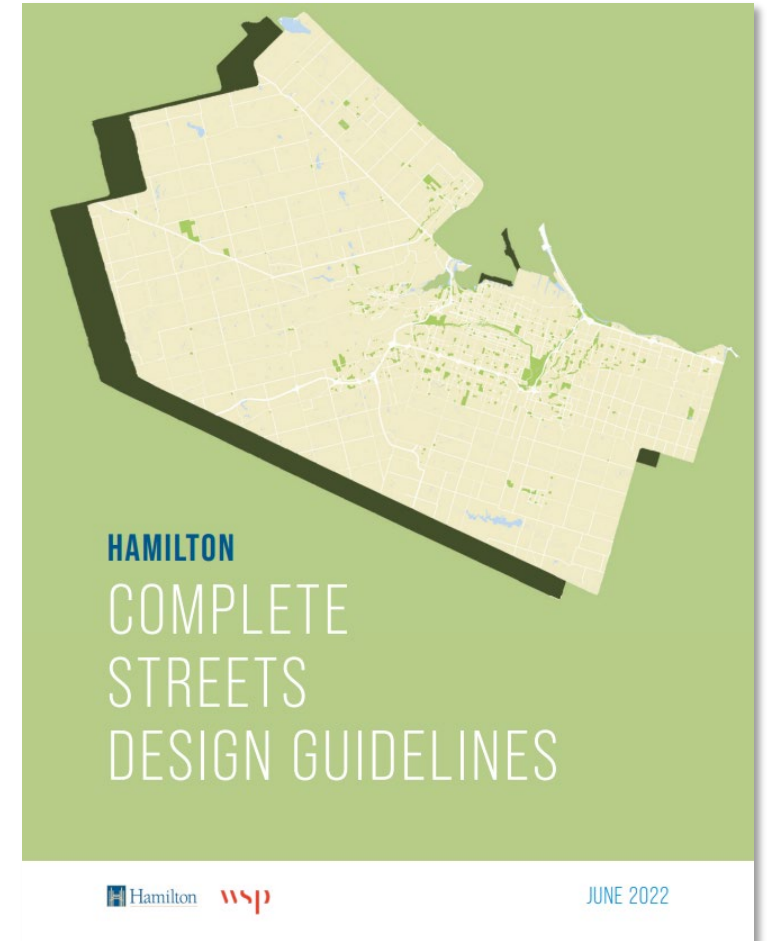 HAMILTON
COMPLETE
STREETS
DESIGN GUIDELINES
Hamilton wsp JUNE 2022